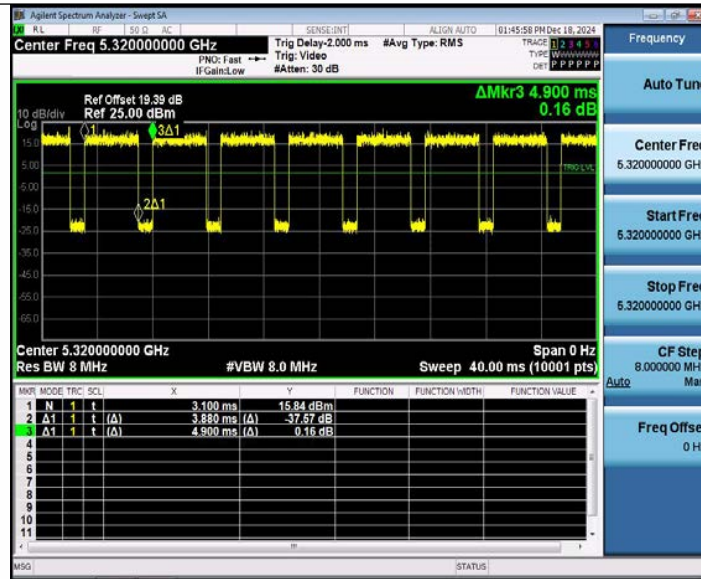 Agilent Spectrum Analyzer - Swept SA
LXI RL RF 50 Ω AC SENSE:INT ALIGN AUTO 01:45:58 PM Dec 18, 2024
Center Freq 5.320000000 GHz
PNO: Fast
IFGain:Low
Trig Delay-2.000 ms
Trig: Video
#Atten: 30 dB
#Avg Type: RMS
TRACE 1 2 3 4 5 6
TYPE
DET P P P P P P
Frequency
Auto Tune
Center Freq
5.320000000 GHz
Start Freq
5.320000000 GHz
Stop Freq
5.320000000 GHz
CF Step
8.000000 MHz
Auto Man
Freq Offset
0 Hz
ΔMkr3 4.900 ms
0.16 dB
Ref Offset 19.39 dB
10 dB/div Ref 25.00 dBm
Log
1
3Δ1
2Δ1
TRIG LVL
15.0
5.00
-5.00
-15.0
-25.0
-35.0
-45.0
-55.0
-65.0
Center 5.320000000 GHz Span 0 Hz
Res BW 8 MHz #VBW 8.0 MHz Sweep 40.00 ms (10001 pts)
MKR MODE TRC SCL X Y FUNCTION FUNCTION WIDTH FUNCTION VALUE
1 N 1 t 3.100 ms 15.84 dBm
2 Δ1 1 t (Δ) 3.880 ms (Δ) -37.57 dB
3 Δ1 1 t (Δ) 4.900 ms (Δ) 0.16 dB
4
5
6
7
8
9
10
11
MSG STATUS